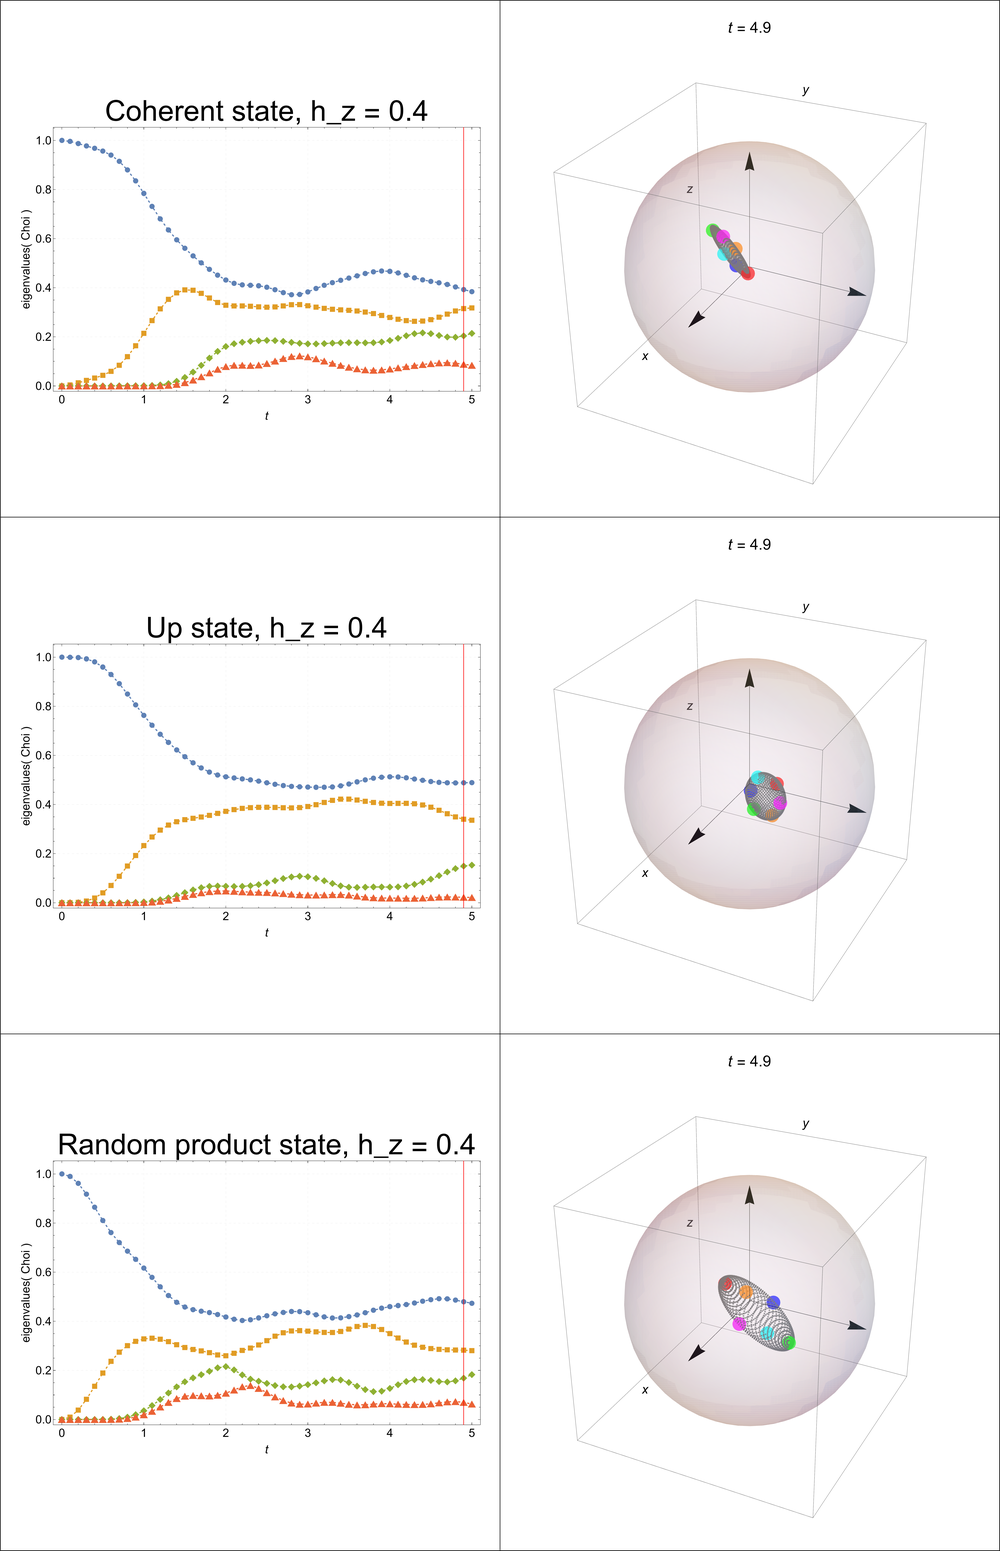 Coherent state, h_z = 0.4
eigenvalues( Choi )
1.0
0.8
0.6
0.4
0.2
0.0
0 1 2 3 4 5
t
t = 4.9
y
z
x
Up state, h_z = 0.4
eigenvalues( Choi )
1.0
0.8
0.6
0.4
0.2
0.0
0 1 2 3 4 5
t
t = 4.9
y
z
x
Random product state, h_z = 0.4
eigenvalues( Choi )
1.0
0.8
0.6
0.4
0.2
0.0
0 1 2 3 4 5
t
t = 4.9
y
z
x